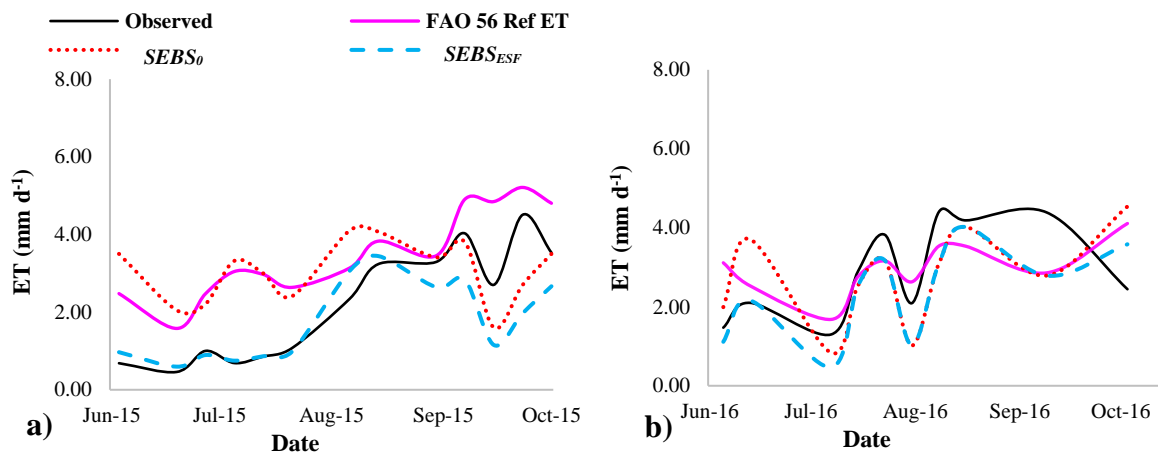 Observed
FAO 56 Ref ET
SEBS₀
SEBS_ESF
8.00
6.00
4.00
2.00
0.00
ET (mm d⁻¹)
Jun-15
Jul-15
Aug-15
Sep-15
Oct-15
Date
a)
8.00
6.00
4.00
2.00
0.00
ET (mm d⁻¹)
Jun-16
Jul-16
Aug-16
Sep-16
Oct-16
Date
b)